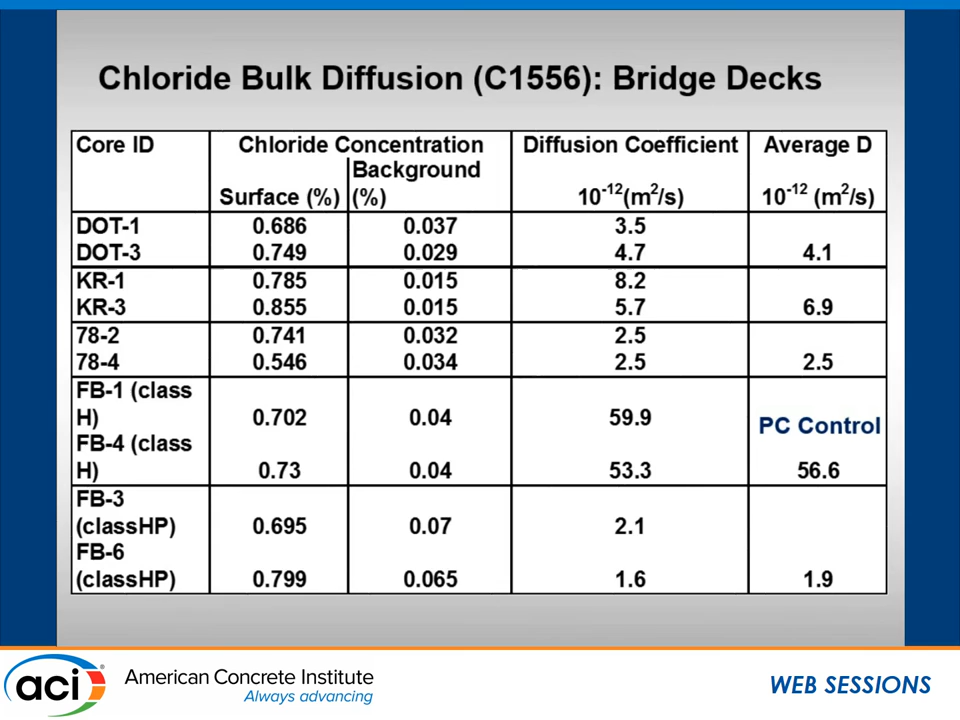 Chloride Bulk Diffusion (C1556): Bridge Decks
Core ID Chloride Concentration Diffusion Coefficient Average D
Surface (%) Background (%) 10⁻¹²(m²/s) 10⁻¹² (m²/s)
DOT-1 0.686 0.037 3.5
DOT-3 0.749 0.029 4.7 4.1
KR-1 0.785 0.015 8.2
KR-3 0.855 0.015 5.7 6.9
78-2 0.741 0.032 2.5
78-4 0.546 0.034 2.5 2.5
FB-1 (class
H) 0.702 0.04 59.9 PC Control
FB-4 (class
H) 0.73 0.04 53.3 56.6
FB-3
(classHP) 0.695 0.07 2.1
FB-6
(classHP) 0.799 0.065 1.6 1.9
aci® American Concrete Institute
Always advancing
WEB SESSIONS